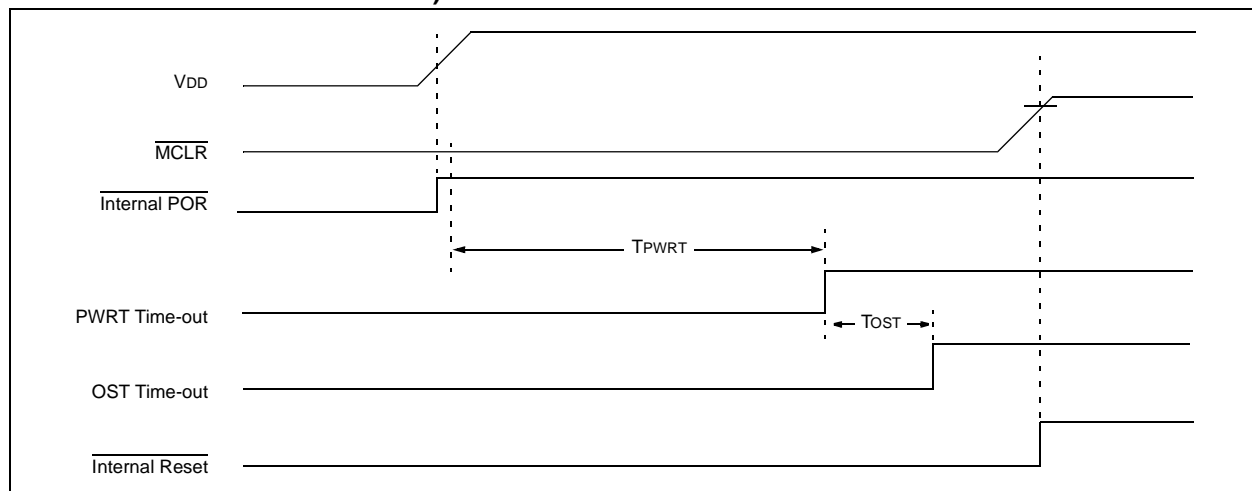 VDD
MCLR
Internal POR
TPWRT
PWRT Time-out
TOST
OST Time-out
Internal Reset